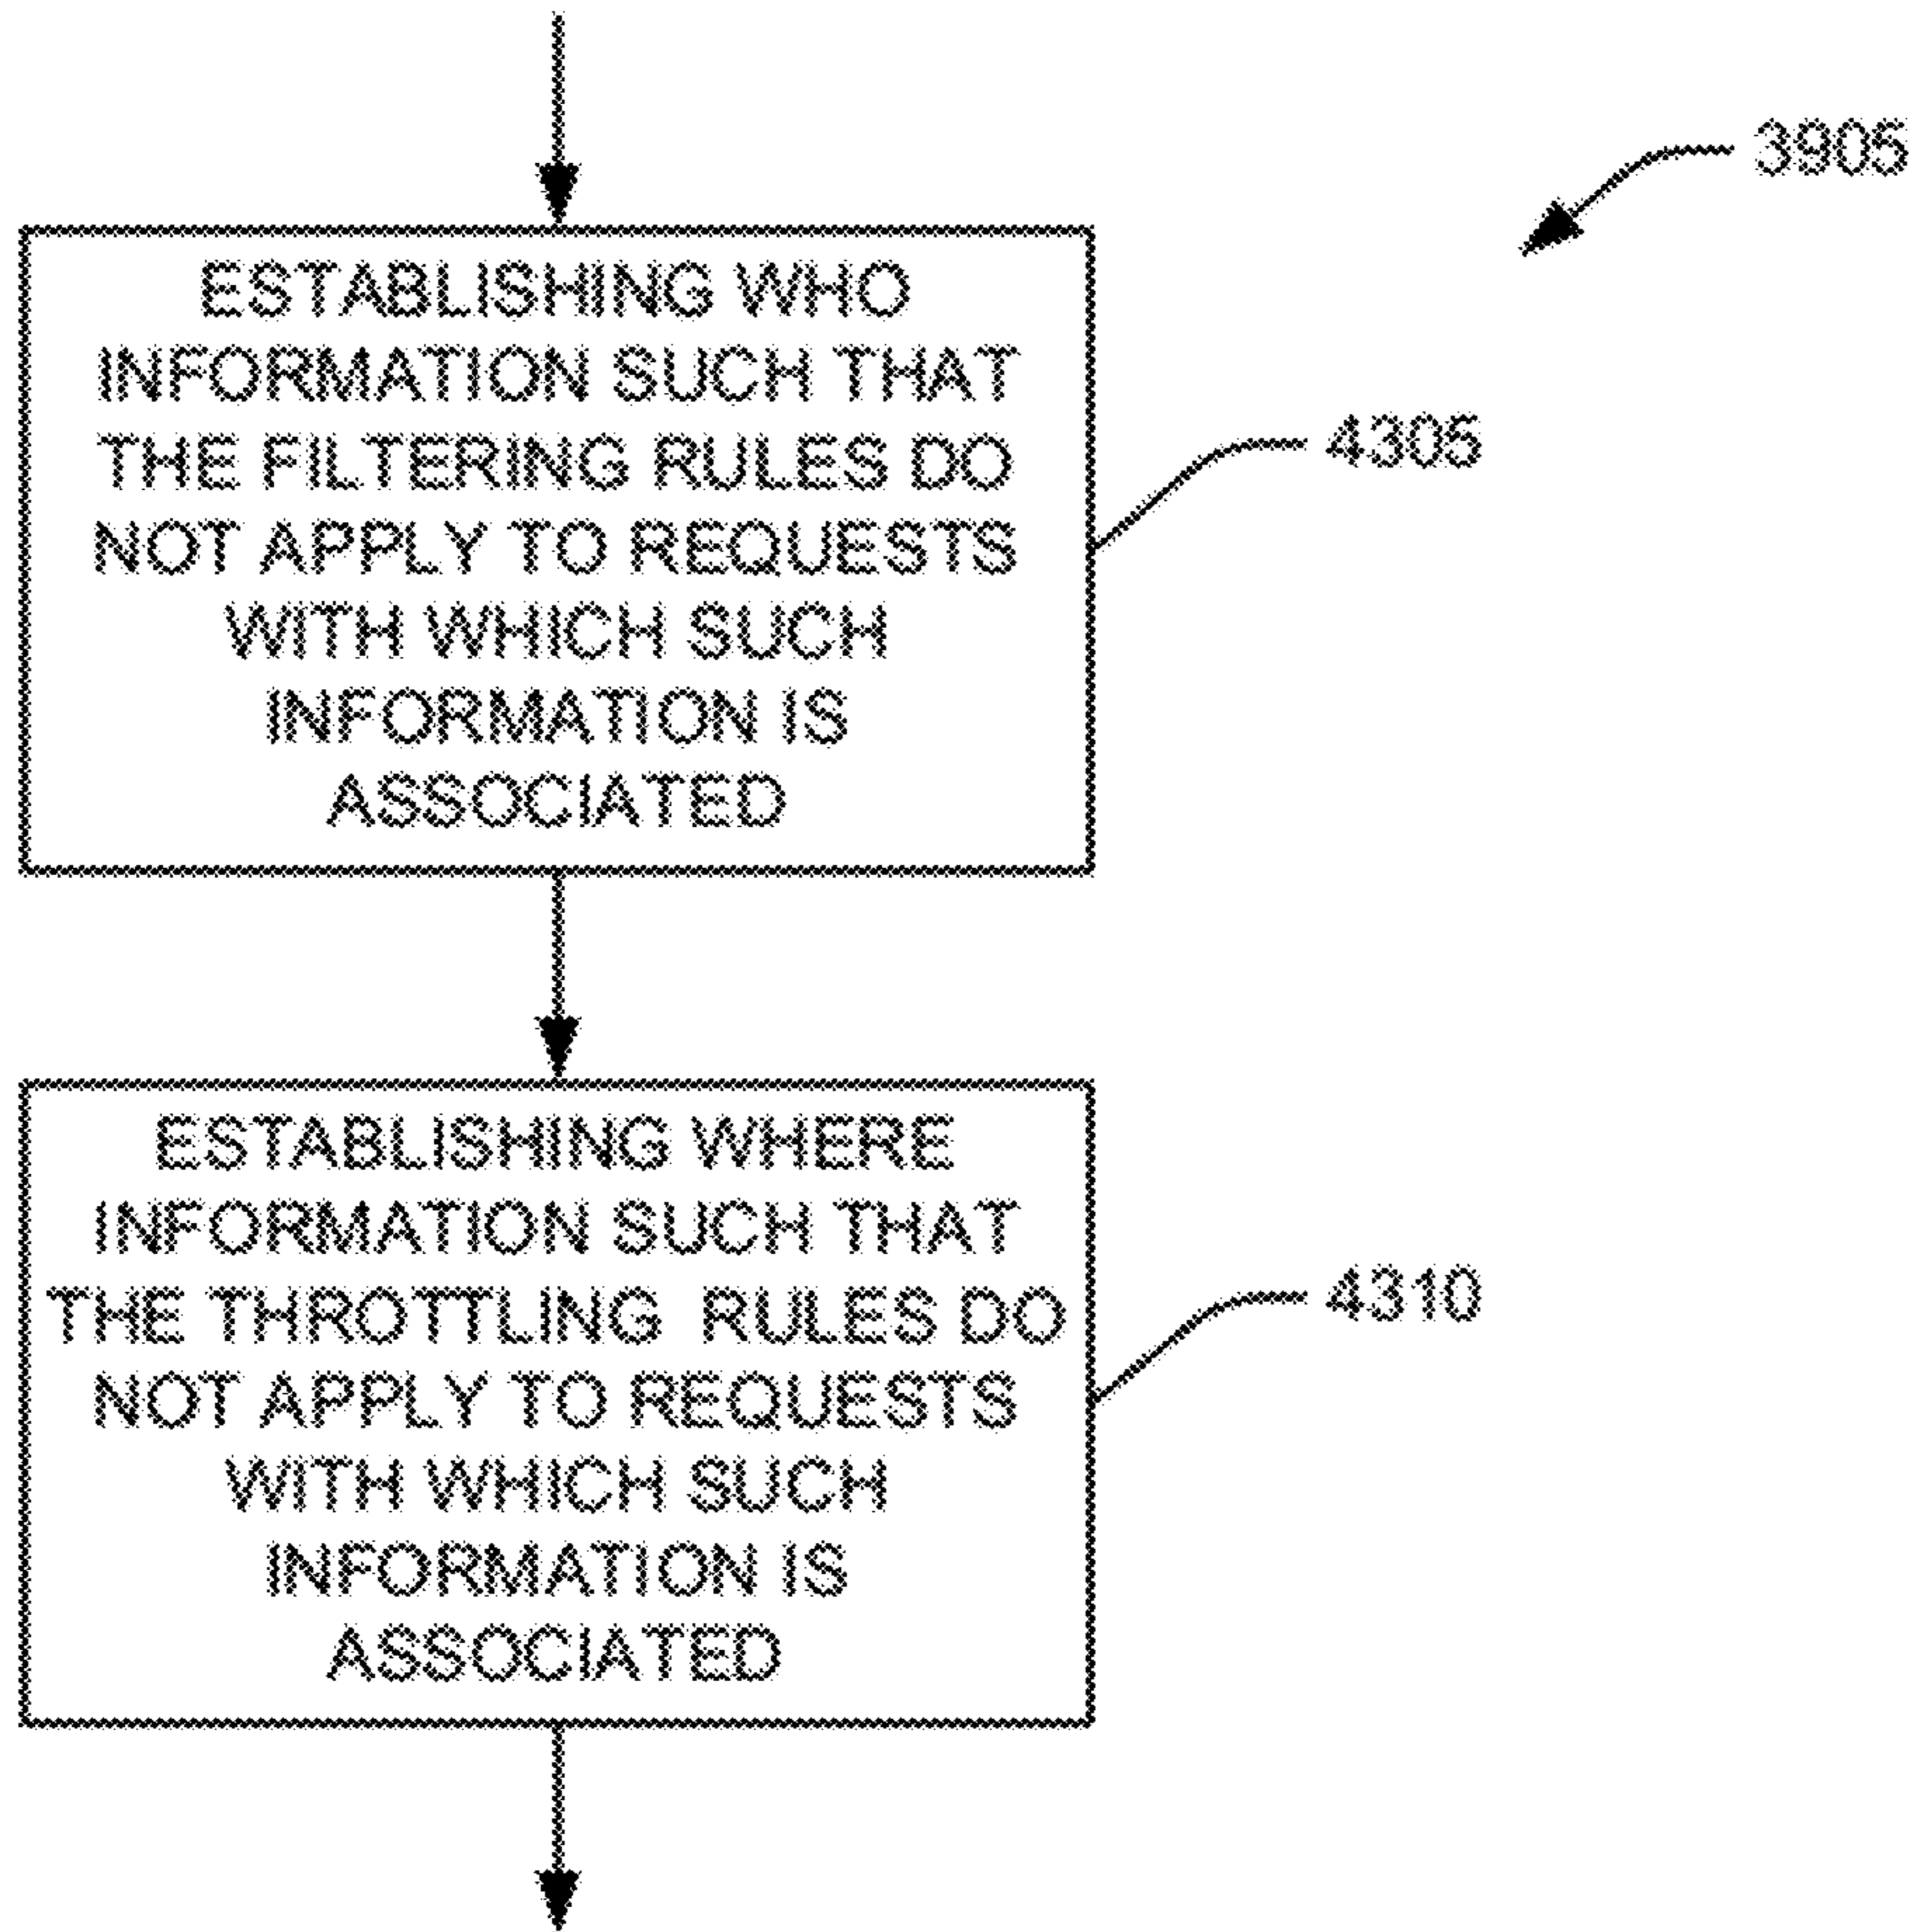 3905
ESTABLISHING WHO
INFORMATION SUCH THAT
THE FILTERING RULES DO
NOT APPLY TO REQUESTS
WITH WHICH SUCH
INFORMATION IS
ASSOCIATED
4305
ESTABLISHING WHERE
INFORMATION SUCH THAT
THE THROTTLING RULES DO
NOT APPLY TO REQUESTS
WITH WHICH SUCH
INFORMATION IS
ASSOCIATED
4310